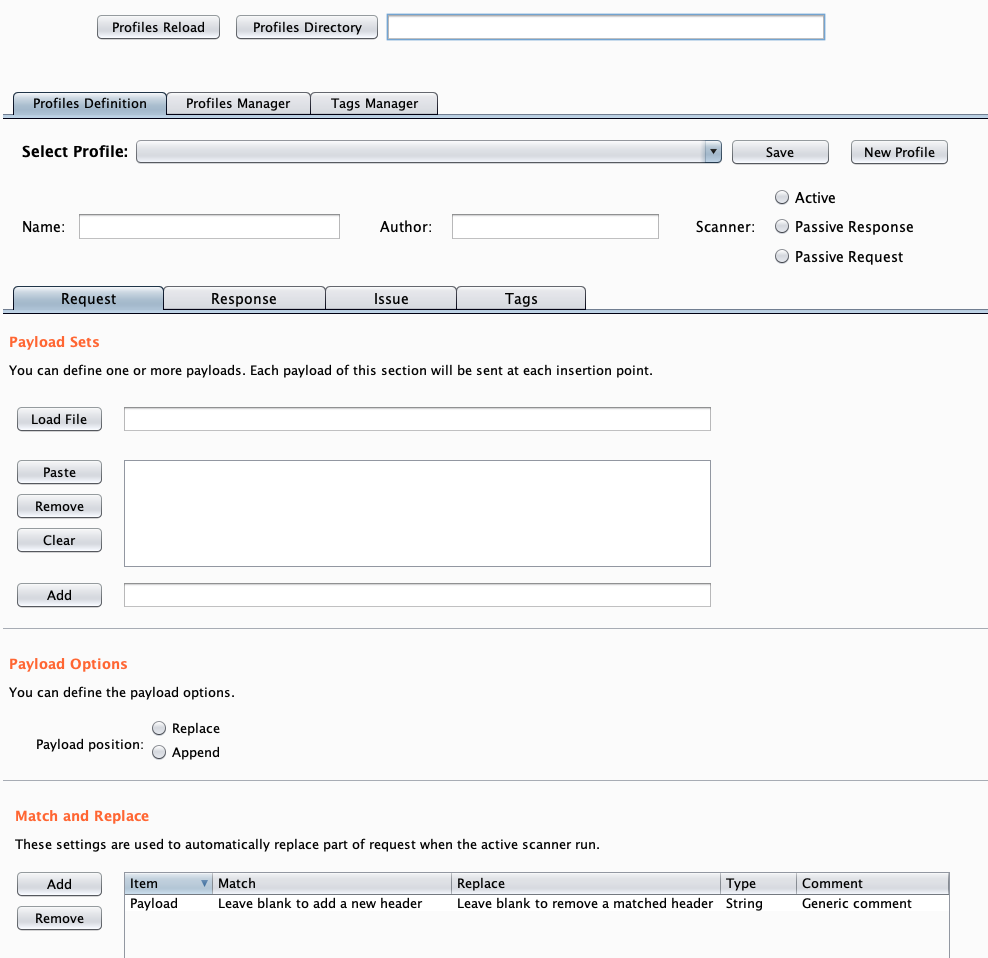 Profiles Reload Profiles Directory
Profiles Definition Profiles Manager Tags Manager
Select Profile: Save New Profile
Active
Name: Author: Scanner: Passive Response
Passive Request
Request Response Issue Tags
Payload Sets
You can define one or more payloads. Each payload of this section will be sent at each insertion point.
Load File
Paste
Remove
Clear
Add
Payload Options
You can define the payload options.
Replace
Payload position:
Append
Match and Replace
These settings are used to automatically replace part of request when the active scanner run.
Add Item Match Replace Type Comment
Payload Leave blank to add a new header Leave blank to remove a matched header String Generic comment
Remove